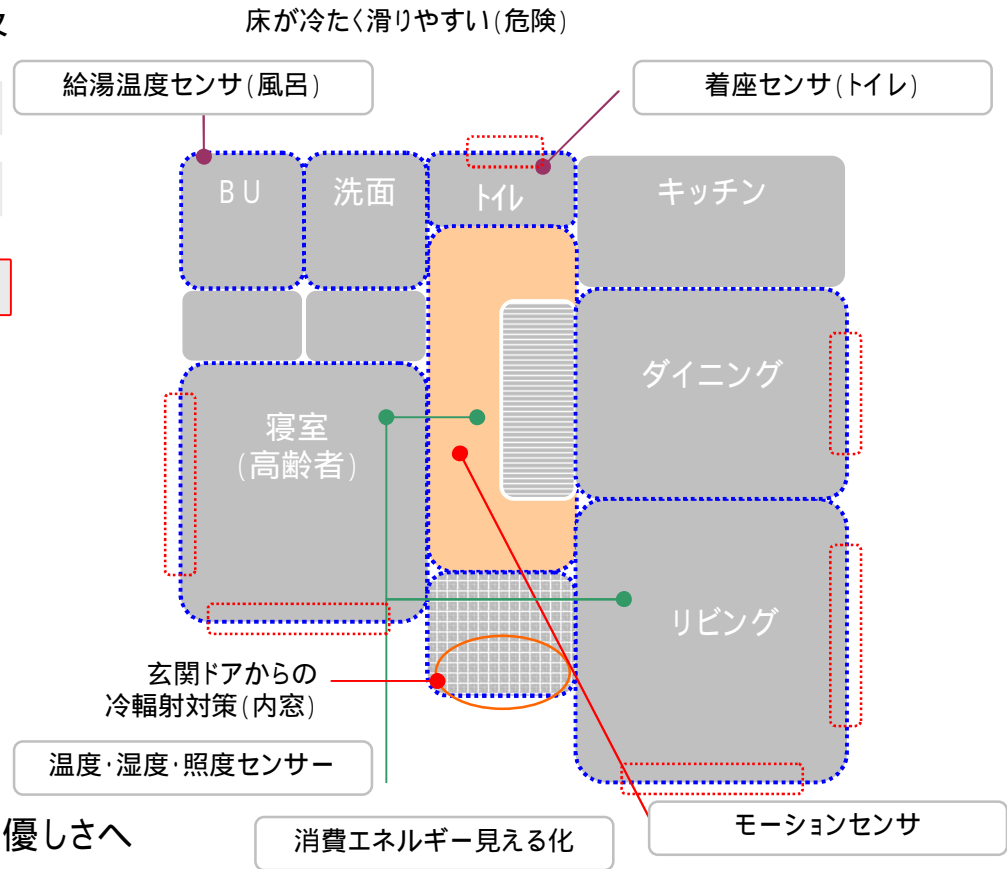 床が冷たく滑りやすい(危険)
給湯温度センサ(風呂)
着座センサ(トイレ)
BU
洗面
トイレ
キッチン
ダイニング
寝室
(高齢者)
リビング
玄関ドアからの
冷輻射対策(内窓)
温度·湿度·照度センサー
モーションセンサ
優しさへ
消費エネルギー見える化